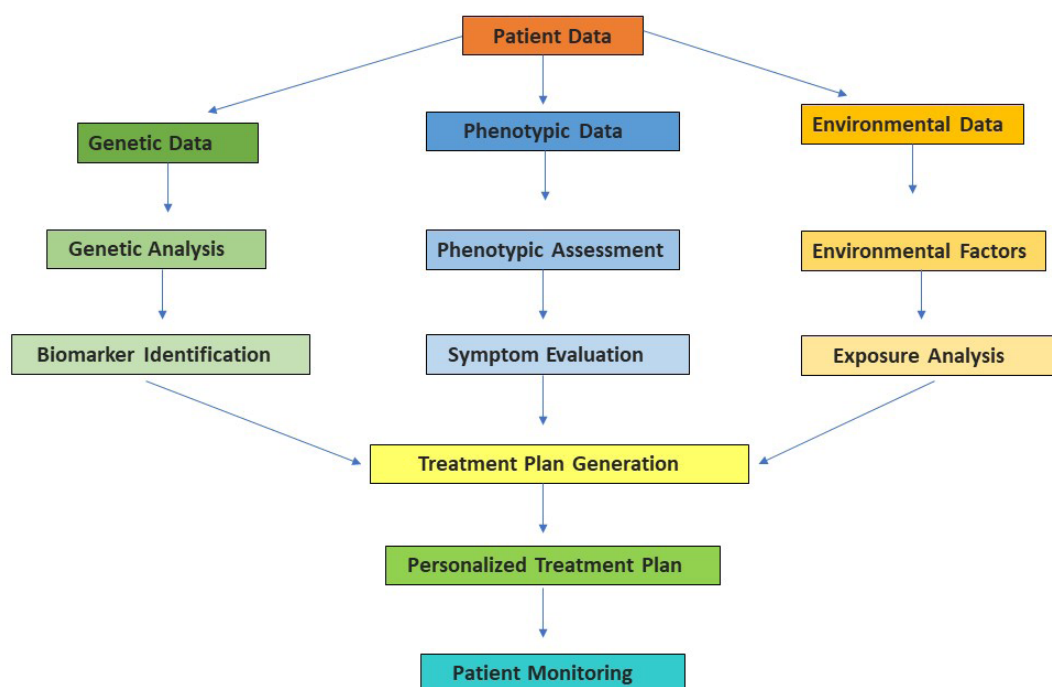 Patient Data
Genetic Data
Phenotypic Data
Environmental Data
Genetic Analysis
Phenotypic Assessment
Environmental Factors
Biomarker Identification
Symptom Evaluation
Exposure Analysis
Treatment Plan Generation
Personalized Treatment Plan
Patient Monitoring